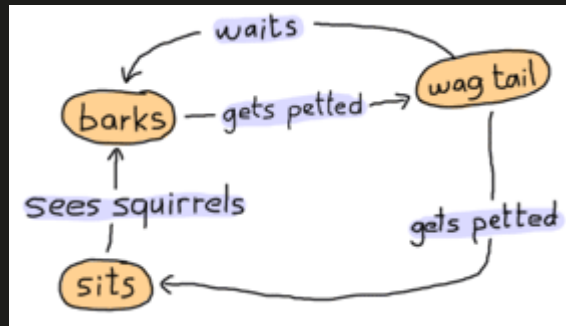 waits
wag tail
barks
gets petted
sees squirrels
gets petted
sits